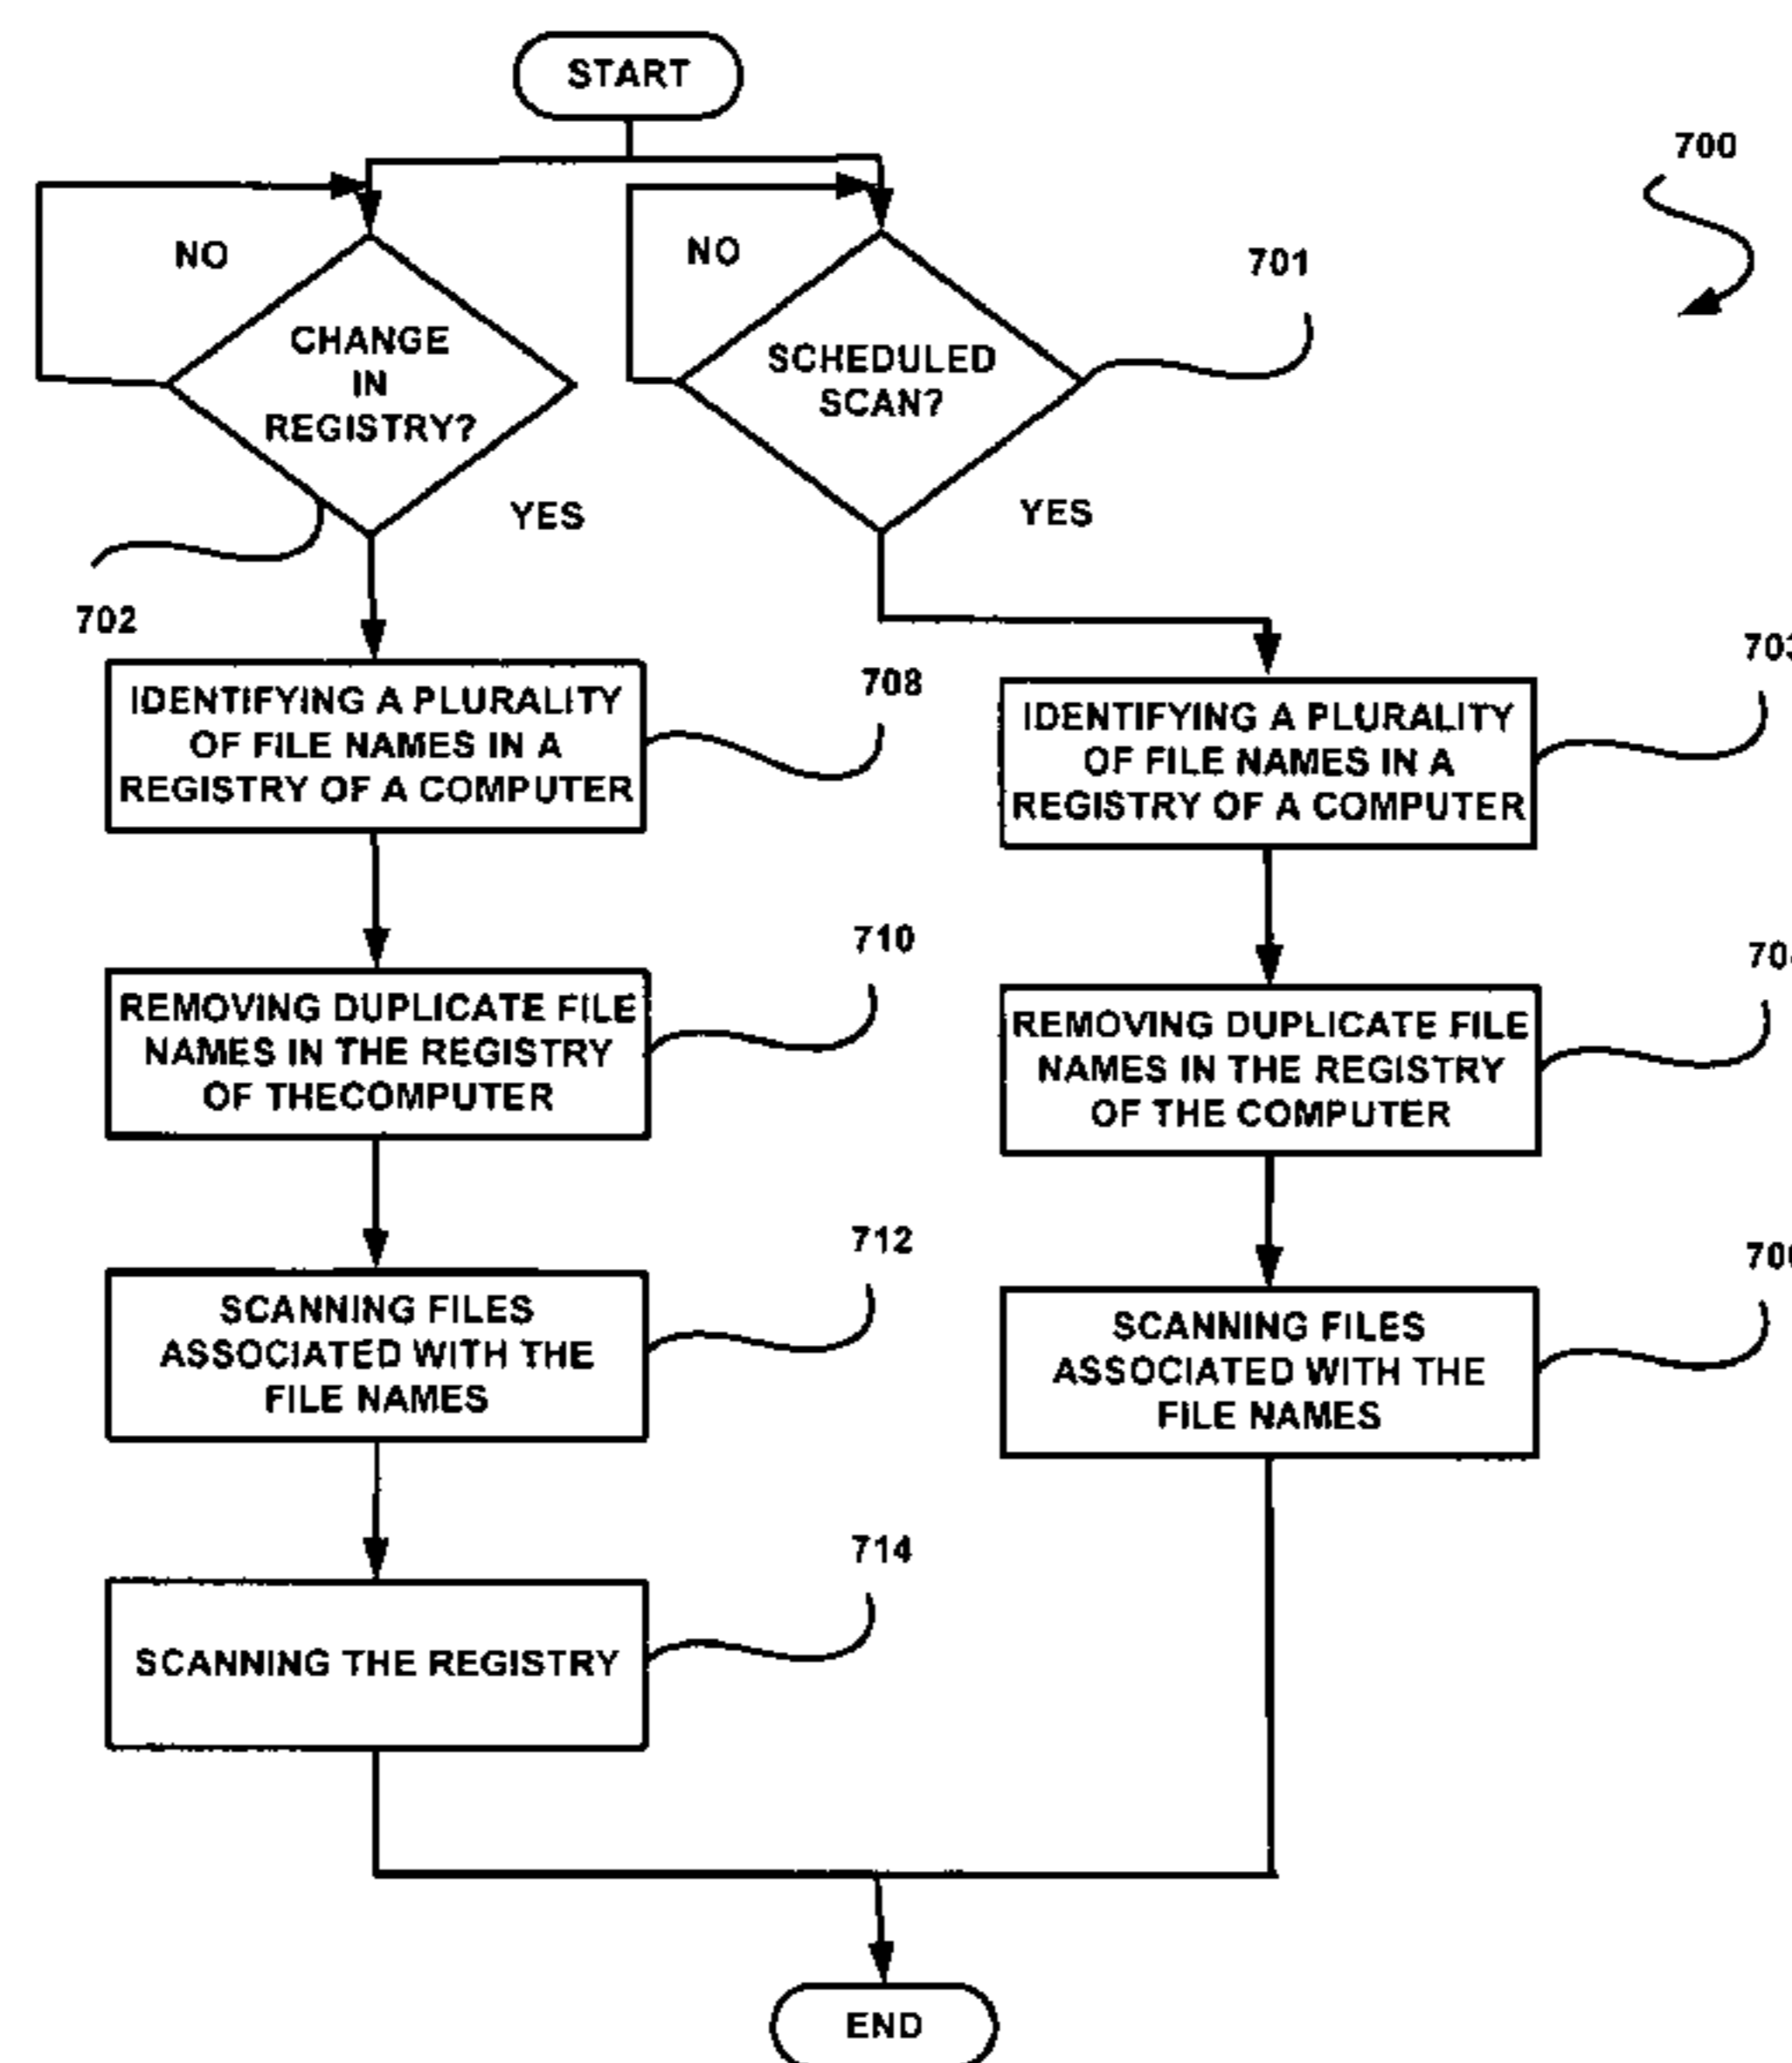 START
700
NO
NO
701
CHANGE
IN
REGISTRY?
SCHEDULED
SCAN?
YES
YES
702
708
IDENTIFYING A PLURALITY
OF FILE NAMES IN A
REGISTRY OF A COMPUTER
703
IDENTIFYING A PLURALITY
OF FILE NAMES IN A
REGISTRY OF A COMPUTER
710
REMOVING DUPLICATE FILE
NAMES IN THE REGISTRY
OF THECOMPUTER
REMOVING DUPLICATE FILE
NAMES IN THE REGISTRY
OF THE COMPUTER
712
SCANNING FILES
ASSOCIATED WITH THE
FILE NAMES
SCANNING FILES
ASSOCIATED WITH THE
FILE NAMES
714
SCANNING THE REGISTRY
END